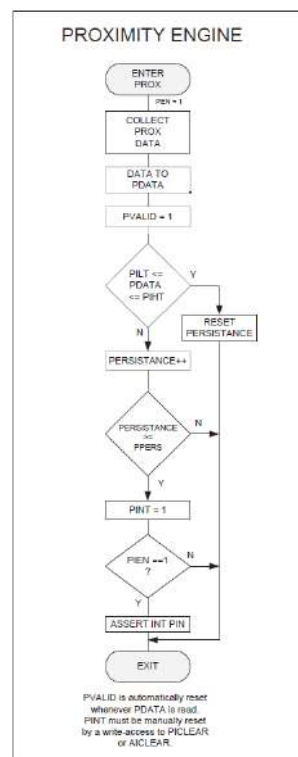 PROXIMITY ENGINE
ENTER
PROX
PIEN = 1
COLLECT
PROX
DATA
DATA TO
PDATA
PVALID = 1
PILT <=
PDATA
<= PIHT
Y
N
RESET
PERSISTANCE
PERSISTANCE++
PERSISTANCE
>=
PPERS
N
Y
PINT = 1
PIEN ==1
?
N
Y
ASSERT INT PIN
EXIT
PVALID is automatically reset
whenever PDATA is read.
PINT must be manually reset
by a write-access to PICLEAR
or AICLEAR.